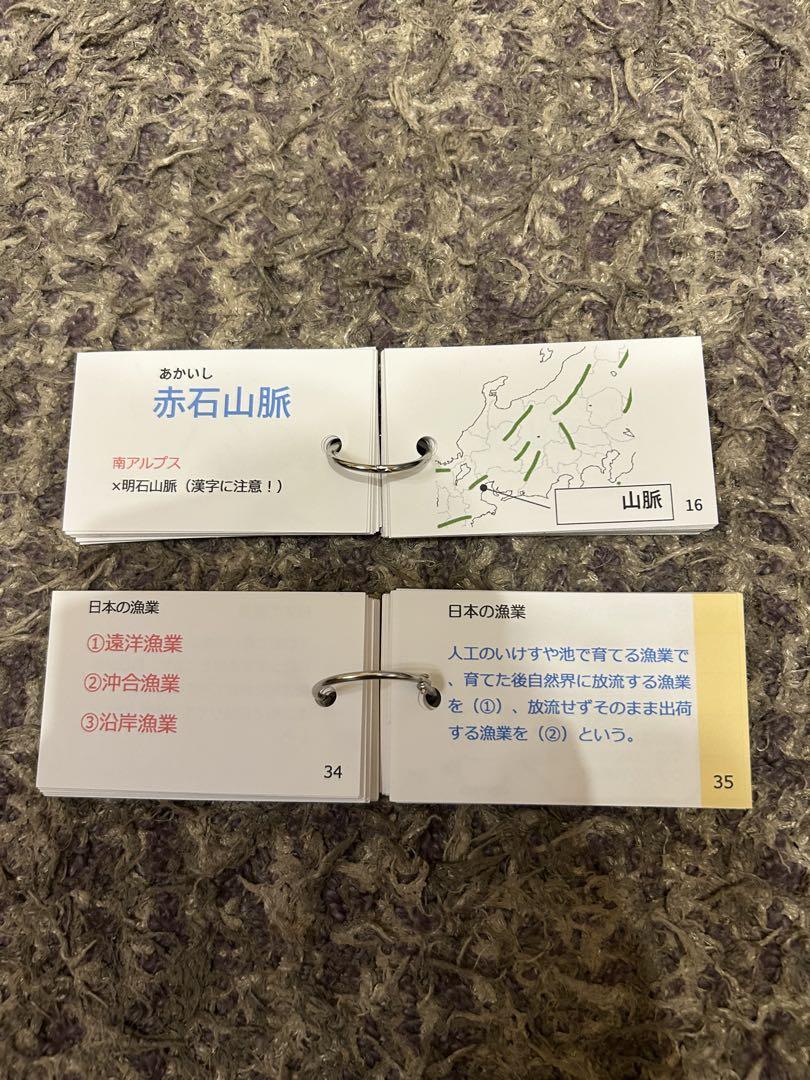 あかいし
赤石山脈
南アルプス
×明石山脈（漢字に注意！）
山脈
16
日本の漁業
①遠洋漁業
②沖合漁業
③沿岸漁業
34
日本の漁業
人工のいけすや池で育てる漁業で
、育てた後自然界に放流する漁業
を（①）、放流せずそのまま出荷
する漁業を（②）という。
35